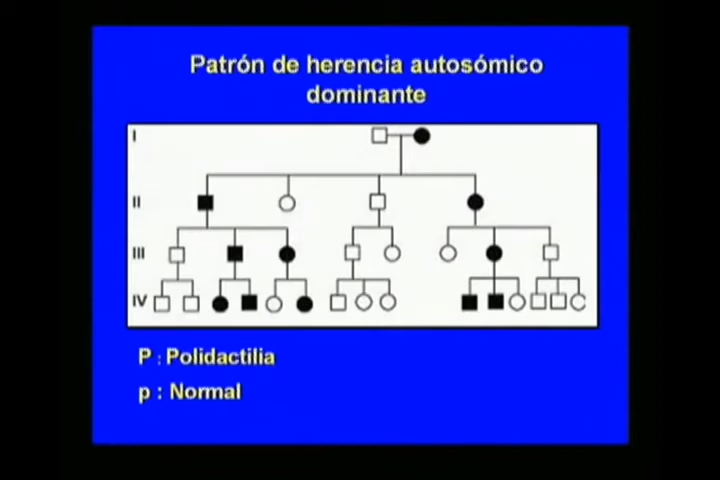 Patrón de herencia autosómico
dominante
I
II
III
IV
P : Polidactilia
p : Normal